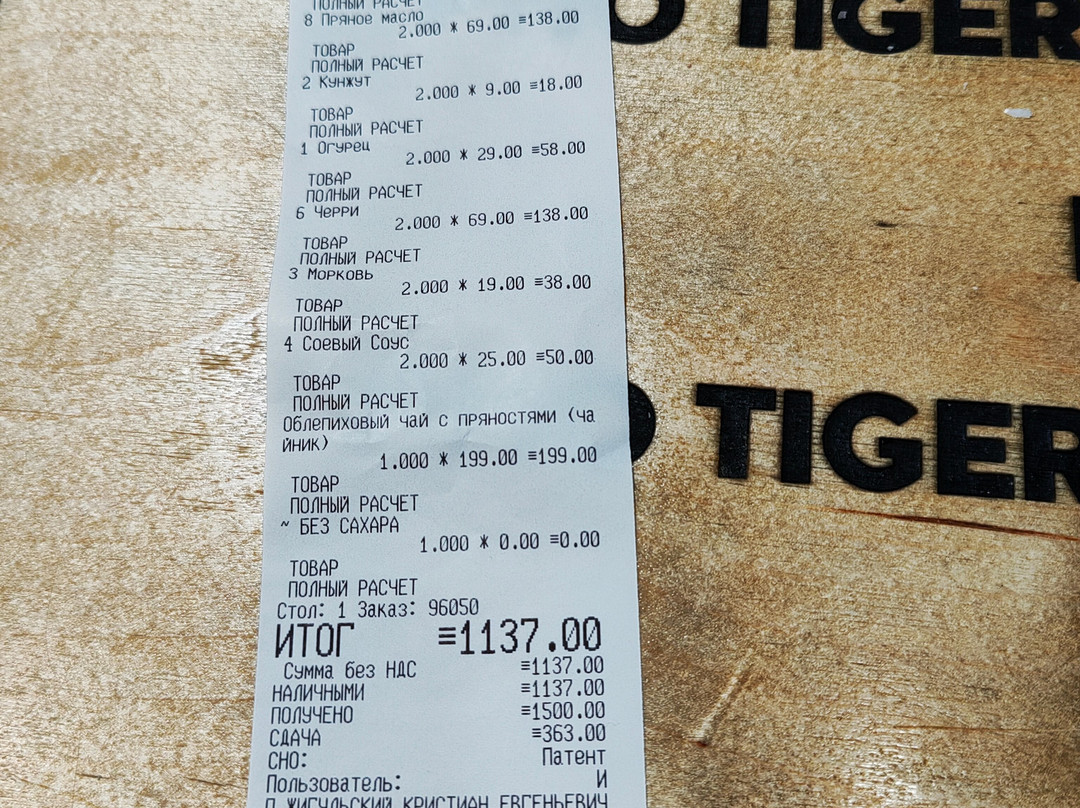 ПОЛНЫЙ РАСЧЕТ
8 Пряное масло
2.000 * 69.00 ≡138.00
ТОВАР
ПОЛНЫЙ РАСЧЕТ
2 Кунжут
2.000 * 9.00 ≡18.00
ТОВАР
ПОЛНЫЙ РАСЧЕТ
1 Огурец
2.000 * 29.00 ≡58.00
ТОВАР
ПОЛНЫЙ РАСЧЕТ
6 Черри
2.000 * 69.00 ≡138.00
ТОВАР
ПОЛНЫЙ РАСЧЕТ
3 Морковь
2.000 * 19.00 ≡38.00
ТОВАР
ПОЛНЫЙ РАСЧЕТ
4 Соевый Соус
2.000 * 25.00 ≡50.00
ТОВАР
ПОЛНЫЙ РАСЧЕТ
Облепиховый чай с пряностями (ча
йник)
1.000 * 199.00 ≡199.00
ТОВАР
ПОЛНЫЙ РАСЧЕТ
~ БЕЗ САХАРА
1.000 * 0.00 ≡0.00
ТОВАР
ПОЛНЫЙ РАСЧЕТ
Стол: 1 Заказ: 96050
ИТОГ ≡1137.00
Сумма без НДС ≡1137.00
НАЛИЧНЫМИ ≡1137.00
ПОЛУЧЕНО ≡1500.00
СДАЧА ≡363.00
СНО: Патент
Пользователь: И
П ЖИГУЛЬСКИЙ КРИСТИАН ЕВГЕНЬЕВИЧ
O TIGER
TIGER